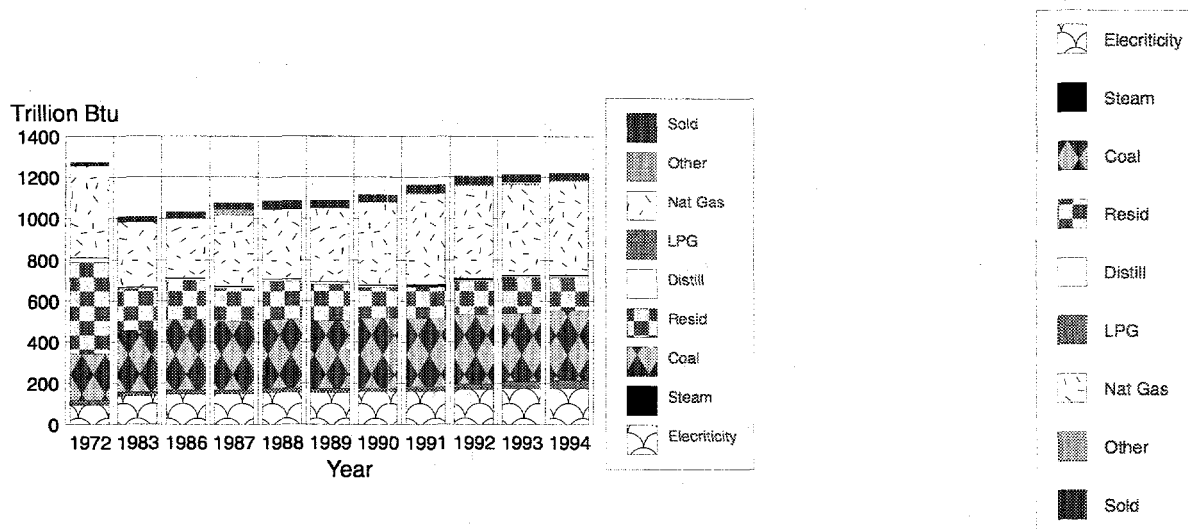 Trillion Btu
1400
1200
1000
800
600
400
200
0
1972 1983 1986 1987 1988 1989 1990 1991 1992 1993 1994
Year
Sold
Other
Nat Gas
LPG
Distill
Resid
Coal
Steam
Elecriticity
Elecriticity
Steam
Coal
Resid
Distill
LPG
Nat Gas
Other
Sold